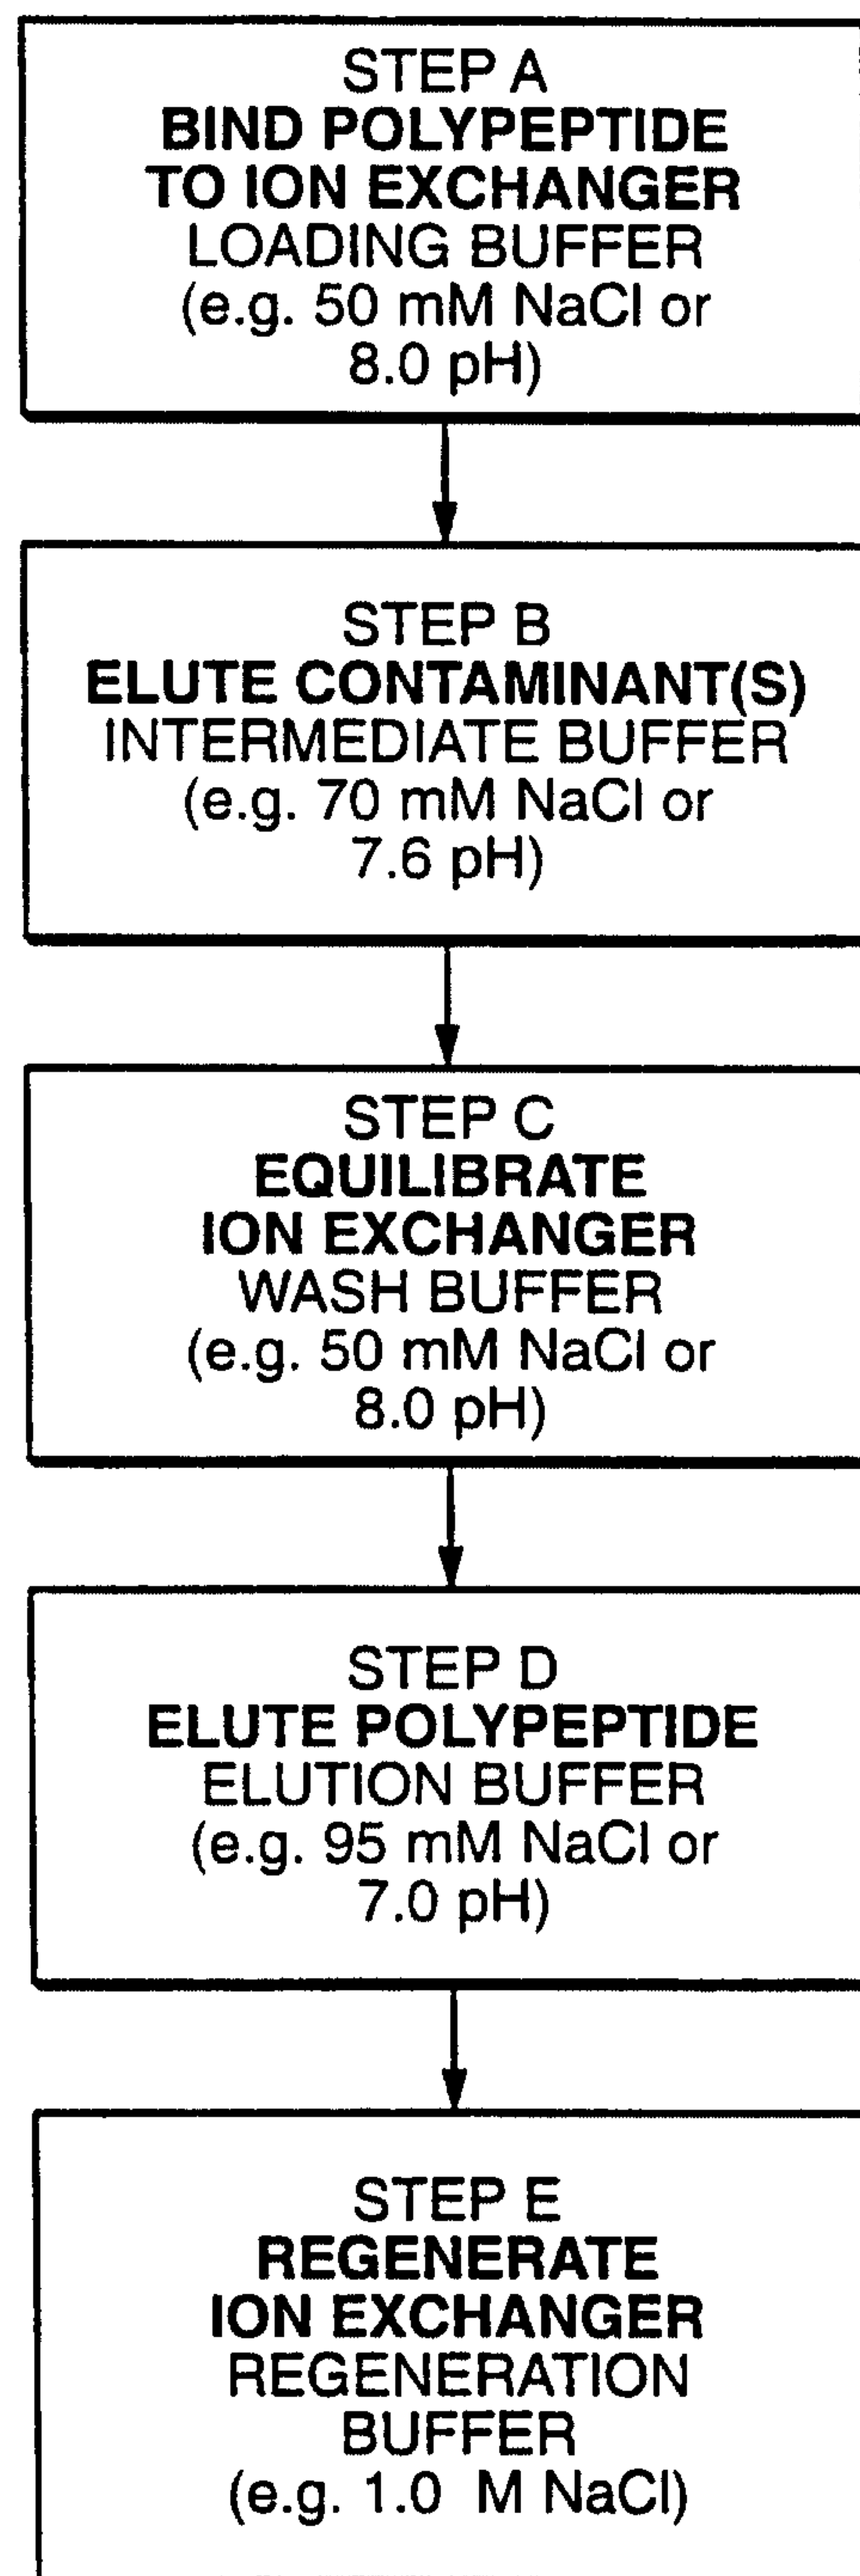 STEP A
BIND POLYPEPTIDE
TO ION EXCHANGER
LOADING BUFFER
(e.g. 50 mM NaCl or
8.0 pH)
STEP B
ELUTE CONTAMINANT(S)
INTERMEDIATE BUFFER
(e.g. 70 mM NaCl or
7.6 pH)
STEP C
EQUILIBRATE
ION EXCHANGER
WASH BUFFER
(e.g. 50 mM NaCl or
8.0 pH)
STEP D
ELUTE POLYPEPTIDE
ELUTION BUFFER
(e.g. 95 mM NaCl or
7.0 pH)
STEP E
REGENERATE
ION EXCHANGER
REGENERATION
BUFFER
(e.g. 1.0 M NaCl)